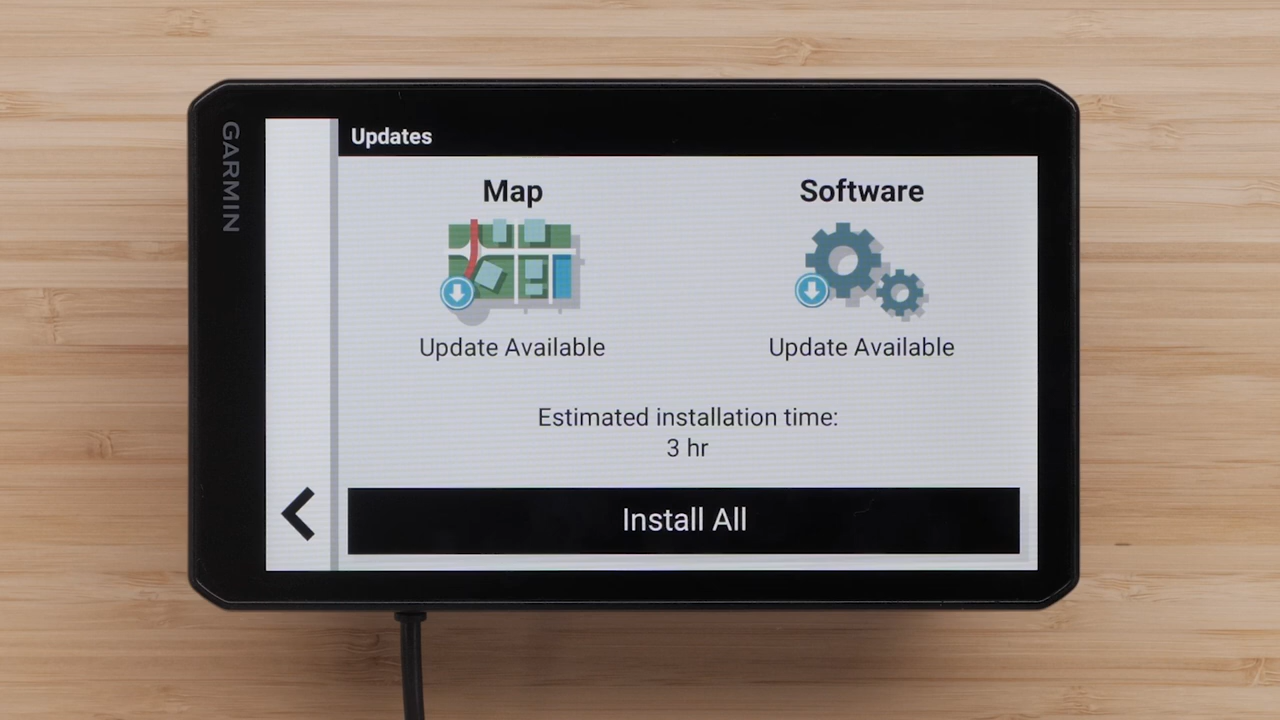 GARMIN
Updates
Map
Software
Update Available
Update Available
Estimated installation time:
3 hr
Install All